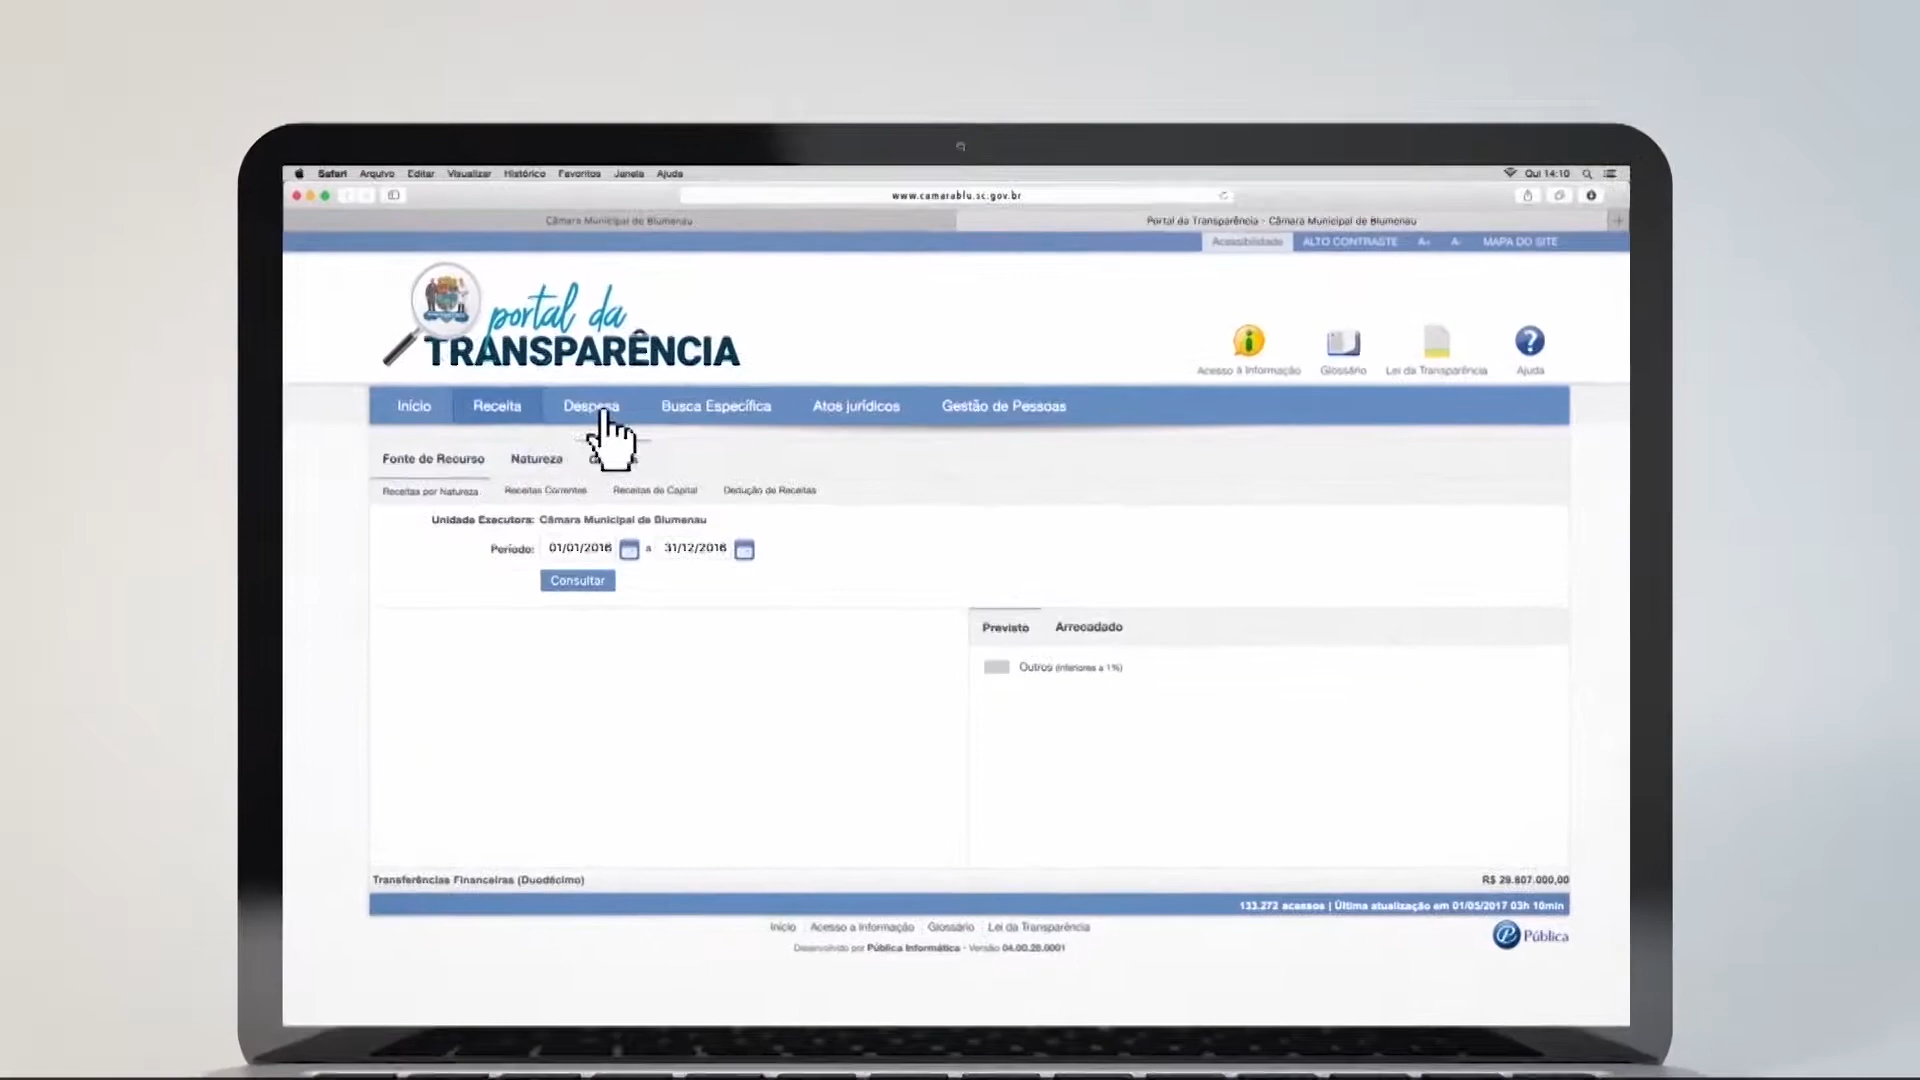 Safari Arquivo Editar Visualizar Histórico Favoritos Janela Ajuda Qui 14:10
www.camarablu.sc.gov.br
Câmara Municipal de Blumenau Portal da Transparência - Câmara Municipal de Blumenau
Acessibilidade ALTO CONTRASTE A+ A- MAPA DO SITE
portal da
TRANSPARÊNCIA
Acesso à Informação Glossário Lei da Transparência Ajuda
Início Receita Despesa Busca Específica Atos jurídicos Gestão de Pessoas
Fonte de Recurso Natureza
Receitas por Natureza Receitas Correntes Receitas de Capital Dedução de Receitas
Unidade Executora: Câmara Municipal de Blumenau
Período: 01/01/2016 a 31/12/2016
Consultar
Previsto Arrecadado
Outros (inferiores a 1%)
Transferências Financeiras (Duodécimo) R$ 29.807.000,00
133.272 acessos | Última atualização em 01/05/2017 03h 10min
Início Acesso a Informação Glossário Lei da Transparência
Desenvolvido por Pública Informática - Versão 04.00.28.0001
Pública